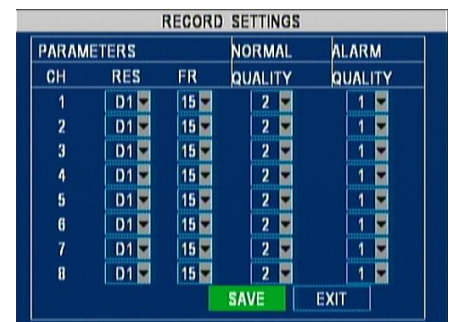 RECORD SETTINGS
PARAMETERS NORMAL ALARM
CH RES FR QUALITY QUALITY
1 D1 15 2 1
2 D1 15 2 1
3 D1 15 2 1
4 D1 15 2 1
5 D1 15 2 1
6 D1 15 2 1
7 D1 15 2 1
8 D1 15 2 1
SAVE EXIT